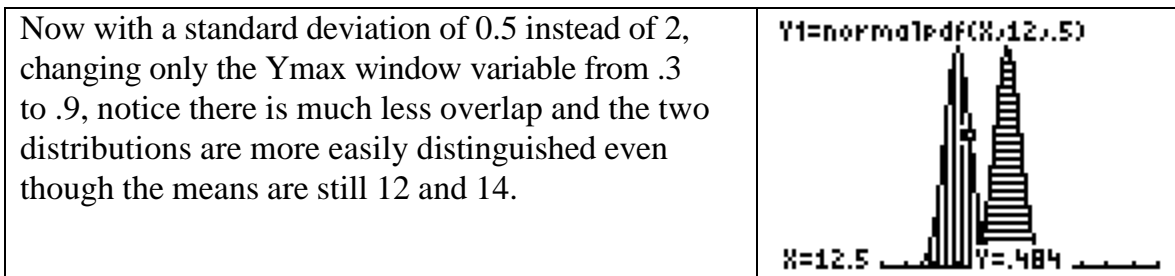 Now with a standard deviation of 0.5 instead of 2,
changing only the Ymax window variable from .3
to .9, notice there is much less overlap and the two
distributions are more easily distinguished even
though the means are still 12 and 14.
Y1=normalpdf(X,12,.5)
X=12.5 Y=.484